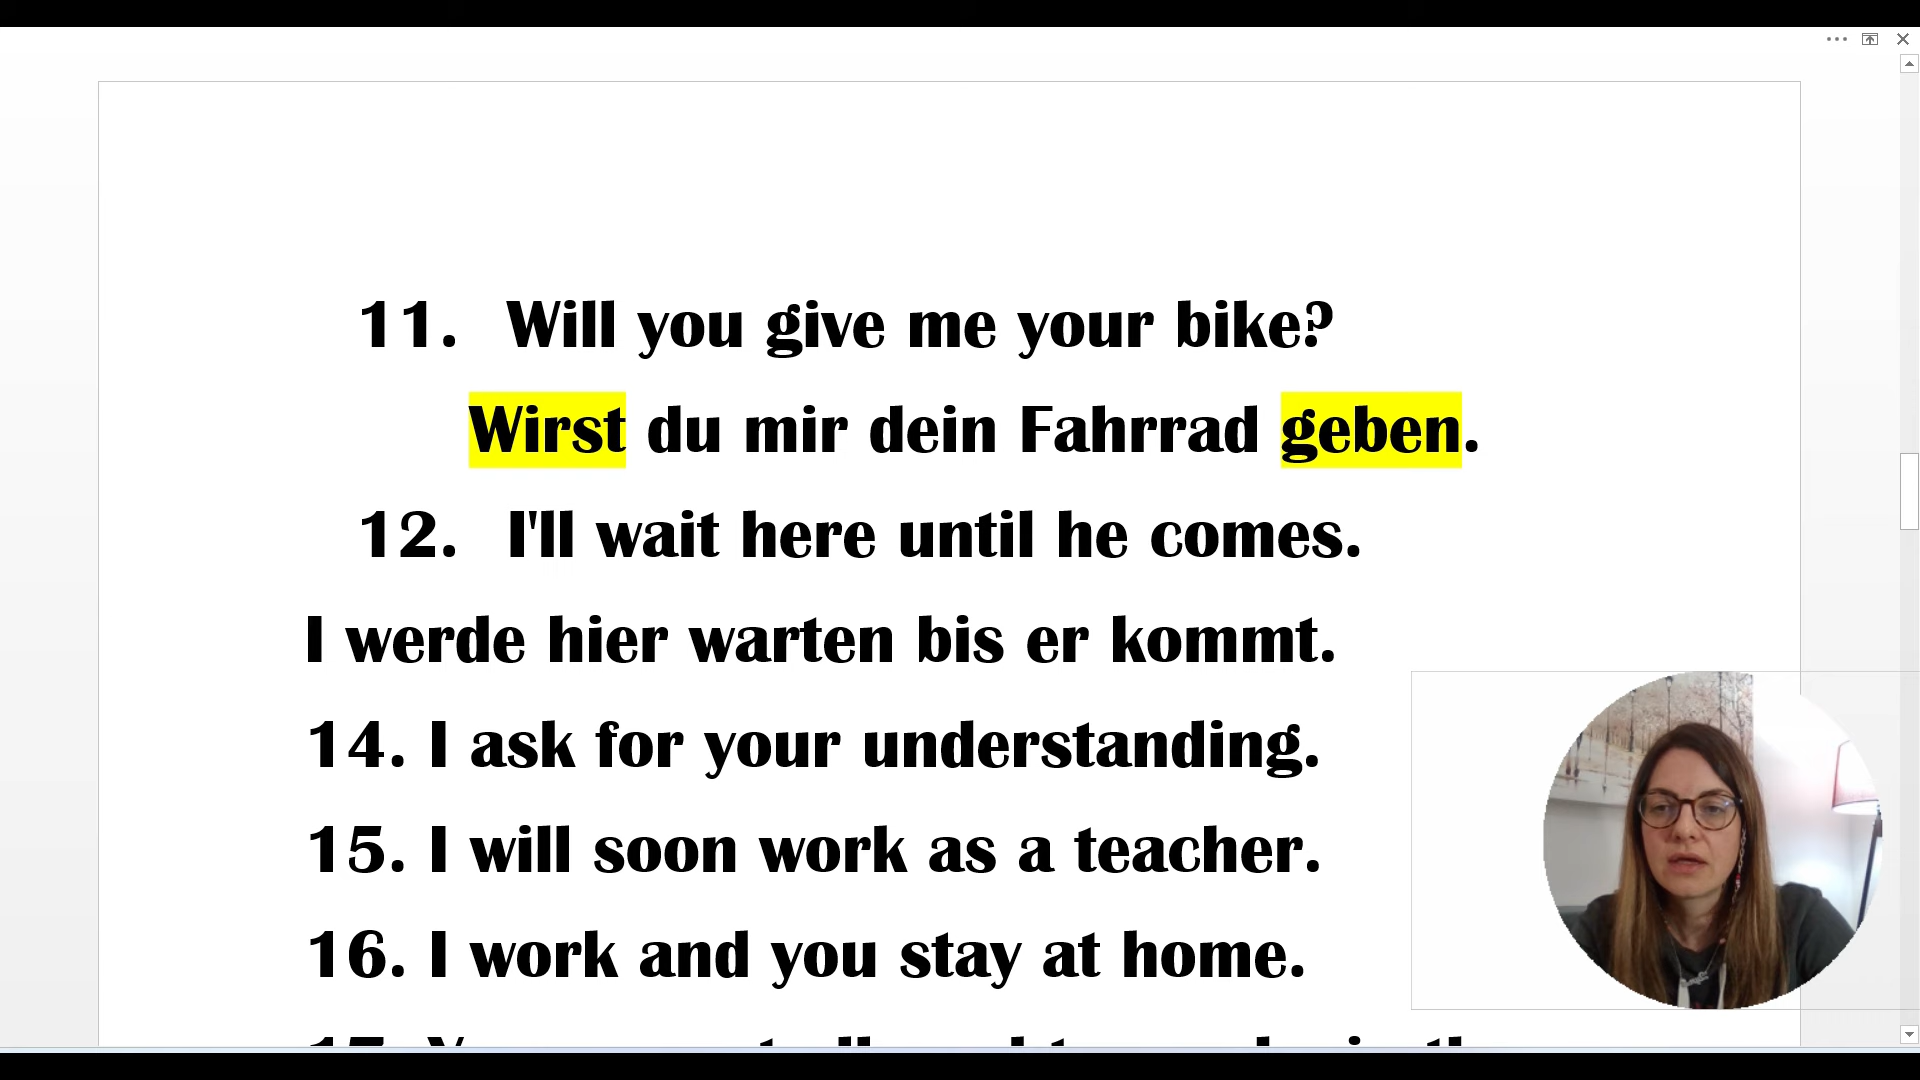 11. Will you give me your bike?
Wirst du mir dein Fahrrad geben.
12. I'll wait here until he comes.
I werde hier warten bis er kommt.
14. I ask for your understanding.
15. I will soon work as a teacher.
16. I work and you stay at home.